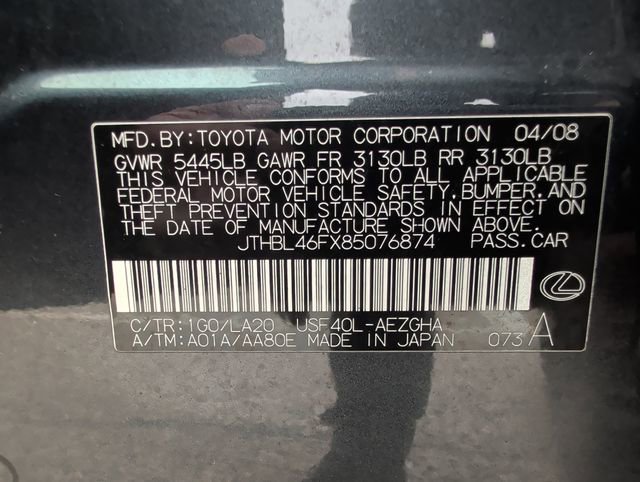 MFD.BY:TOYOTA MOTOR CORPORATION 04/08
GVWR 5445LB GAWR FR 3130LB RR 3130LB
THIS VEHICLE CONFORMS TO ALL APPLICABLE
FEDERAL MOTOR VEHICLE SAFETY,BUMPER,AND
THEFT PREVENTION STANDARDS IN EFFECT ON
THE DATE OF MANUFACTURE SHOWN ABOVE.
JTHBL46FX85076874 PASS.CAR
C/TR:1G0/LA20 USF40L-AEZGHA
A/TM:A01A/AA80E MADE IN JAPAN 073 A